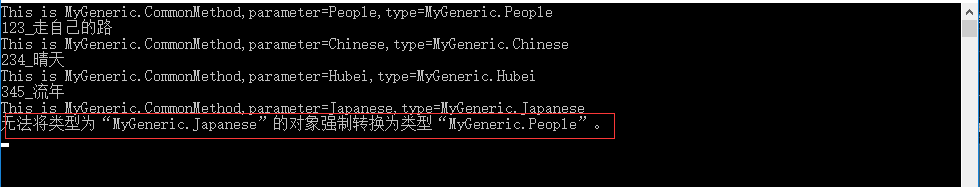 This is MyGeneric.CommonMethod,parameter=People,type=MyGeneric.People
123_走自己的路
This is MyGeneric.CommonMethod,parameter=Chinese,type=MyGeneric.Chinese
234_晴天
This is MyGeneric.CommonMethod,parameter=Hubei,type=MyGeneric.Hubei
345_流年
This is MyGeneric.CommonMethod,parameter=Japanese,type=MyGeneric.Japanese
无法将类型为“MyGeneric.Japanese”的对象强制转换为类型“MyGeneric.People”。